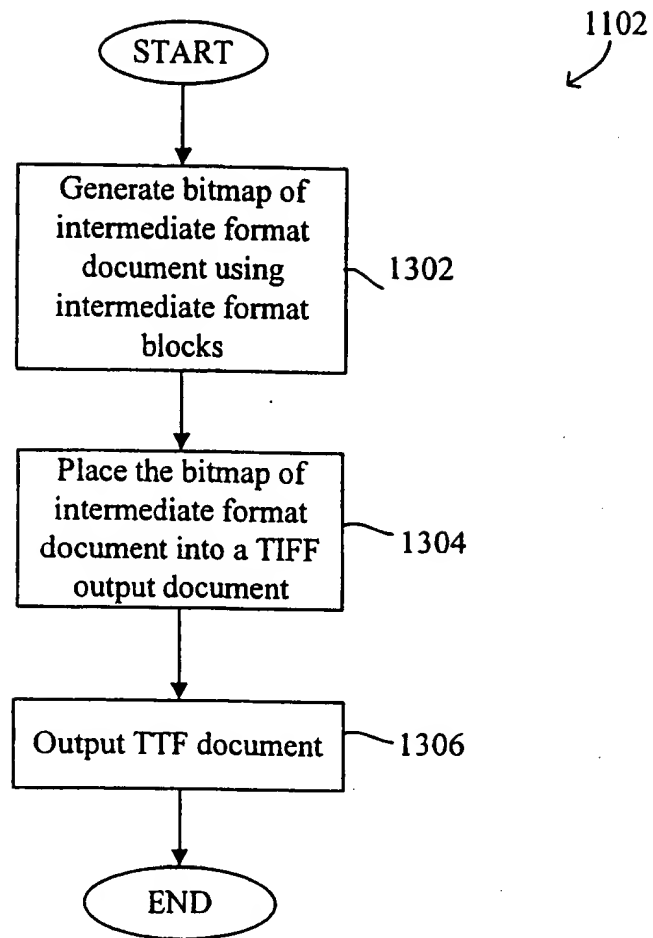 1102
START
Generate bitmap of
intermediate format
document using
intermediate format
blocks
1302
Place the bitmap of
intermediate format
document into a TIFF
output document
1304
Output TTF document
1306
END